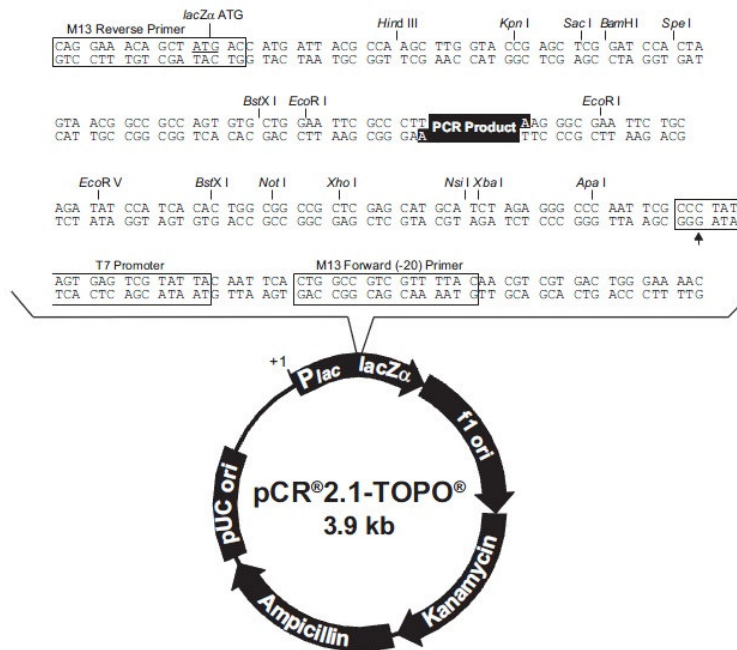 lacZα ATG
M13 Reverse Primer Hind III Kpn I Sac I BamHI Spe I
CAG GAA ACA GCT ATG ACC ATG ATT ACG CCA AGC TTG GTA CCG AGC TCG GAT CCA CTA
GTC CTT TGT CGA TAC TGG TAC TAA TGC GGT TCG AAC CAT GGC TCG AGC CTA GGT GAT
BstX I EcoR I EcoR I
GTA ACG GCC GCC AGT GTG CTG GAA TTC GCC CTT PCR Product AAG GGC GAA TTC TGC
CAT TGC CGG CGG TCA CAC GAC CTT AAG CGG GAA TTC CCG CTT AAG ACG
EcoR V BstX I Not I Xho I Nsi I Xba I Apa I
AGA TAT CCA TCA CAC TGG CGG CCG CTC GAG CAT GCA TCT AGA GGG CCC AAT TCG CCC TAT
TCT ATA GGT AGT GTG ACC GCC GGC GAG CTC GTA CGT AGA TCT CCC GGG TTA AGC GGG ATA
T7 Promoter M13 Forward (-20) Primer
AGT GAG TCG TAT TAC AAT TCA CTG GCC GTC GTT TTA CAA CGT CGT GAC TGG GAA AAC
TCA CTC AGC ATA ATG TTA AGT GAC CGG CAG CAA AAT GTT GCA GCA CTG ACC CTT TTG
+1
Plac lacZα
f1 ori
pUC ori
pCR®2.1-TOPO®
3.9 kb
Kanamycin
Ampicillin